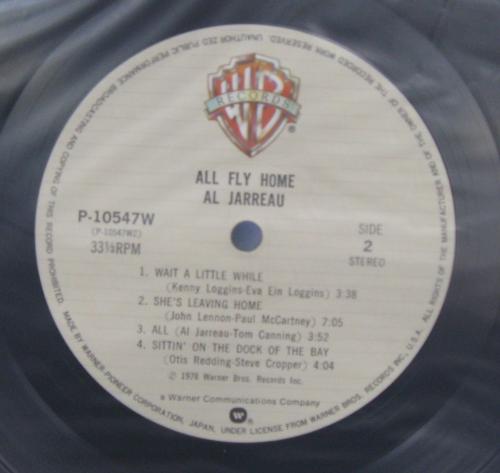 WB
RECORDS
®
ALL FLY HOME
AL JARREAU
P-10547W
(P-10547W2)
33⅓RPM
SIDE
2
STEREO
1. WAIT A LITTLE WHILE
(Kenny Loggins-Eva Ein Loggins) 3:38
2. SHE'S LEAVING HOME
(John Lennon-Paul McCartney) 7:05
3. ALL (Al Jarreau-Tom Canning) 3:52
4. SITTIN' ON THE DOCK OF THE BAY
(Otis Redding-Steve Cropper) 4:04
℗ 1978 Warner Bros. Records Inc.
a Warner Communications Company
®
MADE BY WARNER-PIONEER CORPORATION, JAPAN, UNDER LICENSE FROM WARNER BROS. RECORDS INC., U.S.A. ALL RIGHTS OF THE MANUFACTURER AND OF THE OWNER OF THE RECORDED WORK RESERVED. UNAUTHORIZED PUBLIC PERFORMANCE BROADCASTING AND COPYING OF THIS RECORD PROHIBITED.